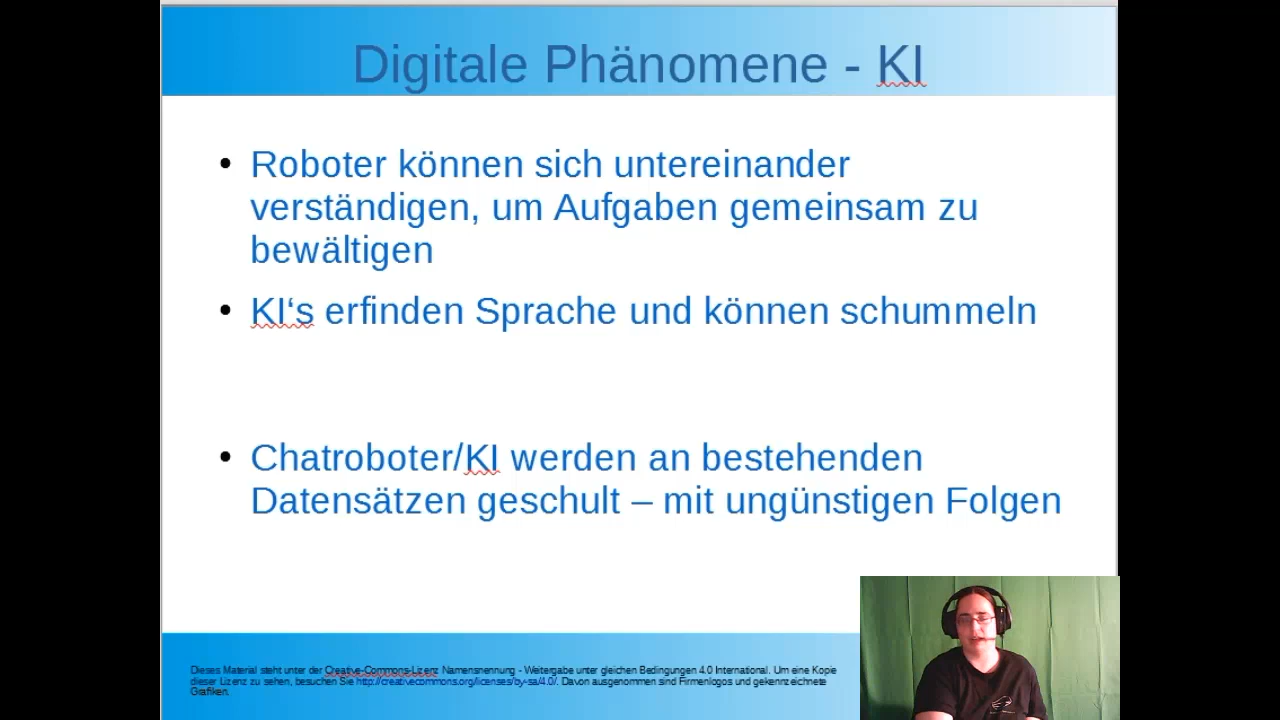 Digitale Phänomene - KI
• Roboter können sich untereinander
verständigen, um Aufgaben gemeinsam zu
bewältigen
• KI‘s erfinden Sprache und können schummeln
• Chatroboter/KI werden an bestehenden
Datensätzen geschult – mit ungünstigen Folgen
Dieses Material steht unter der Creative-Commons-Lizenz Namensnennung - Weitergabe unter gleichen Bedingungen 4.0 International. Um eine Kopie
dieser Lizenz zu sehen, besuchen Sie http://creativecommons.org/licenses/by-sa/4.0/. Davon ausgenommen sind Firmenlogos und gekennzeichnete
Grafiken.